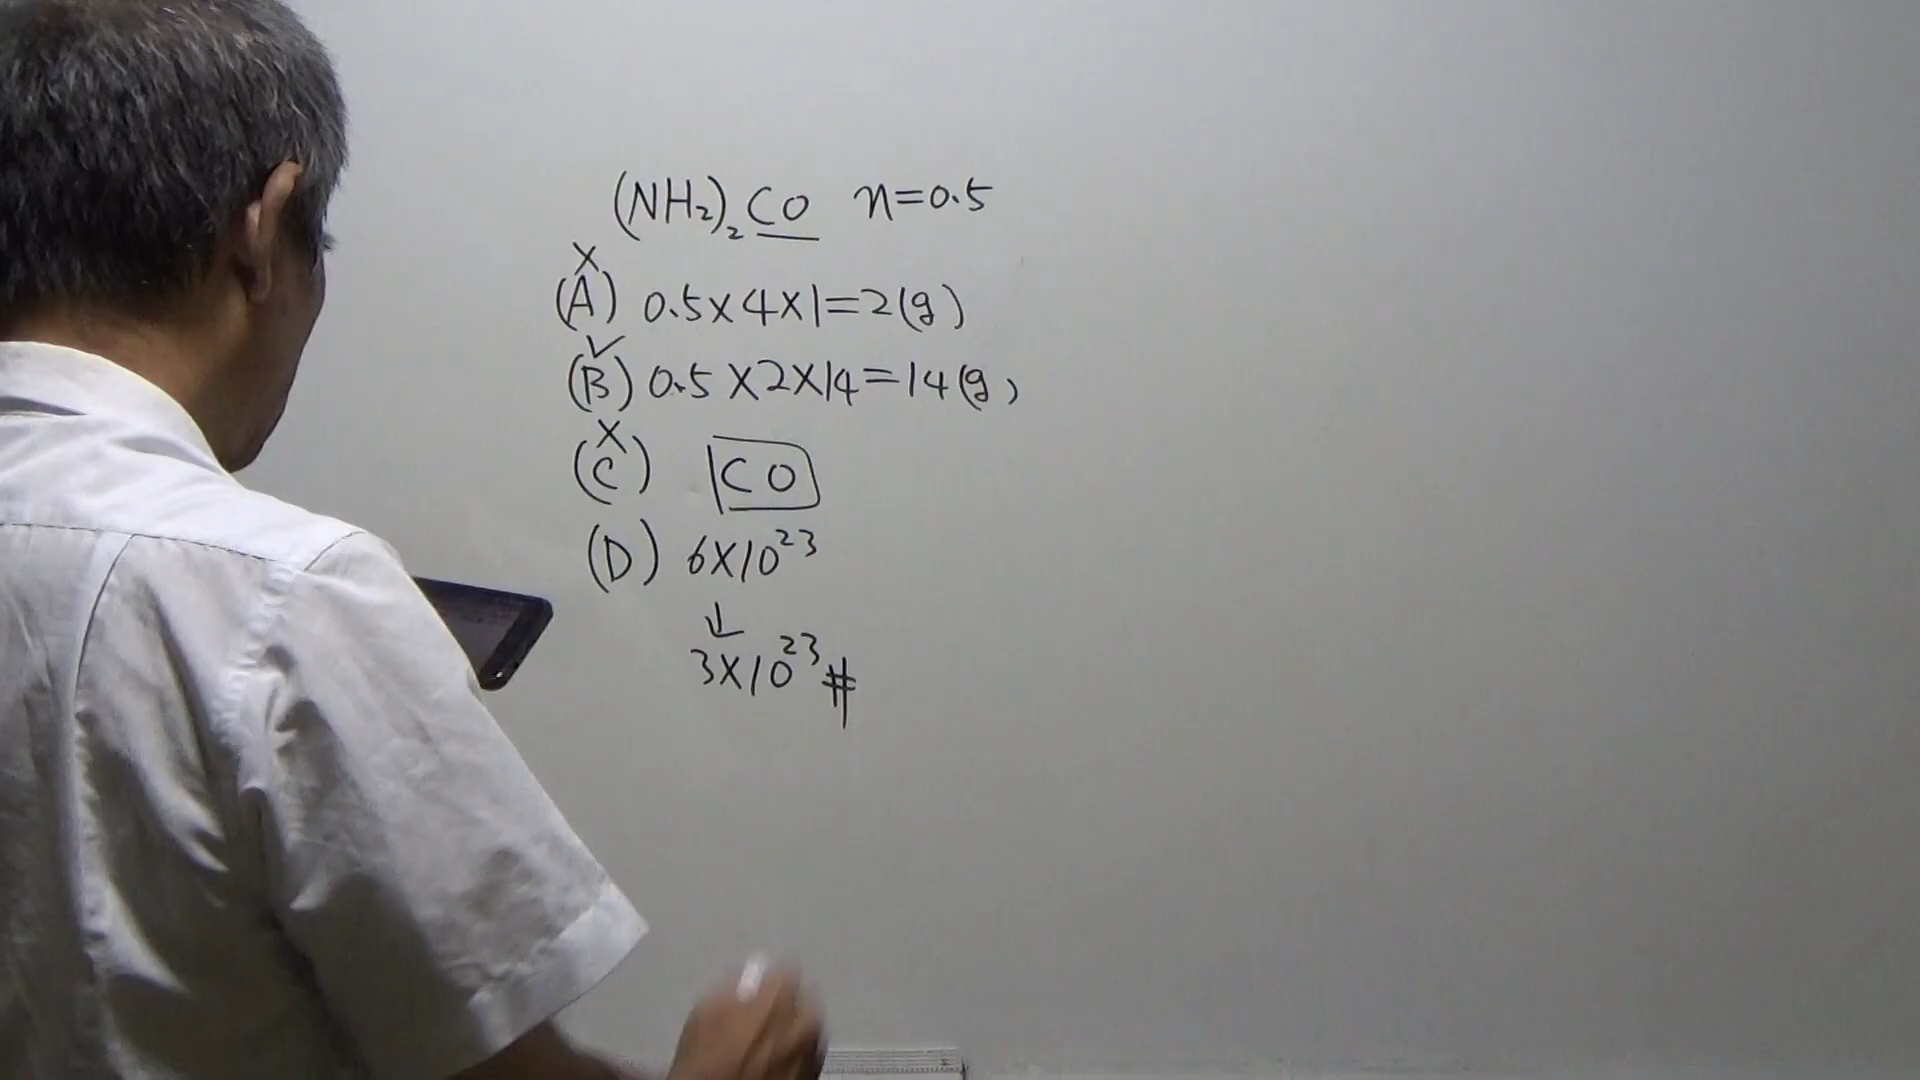 (NH₂)₂CO n=0.5
×
(A) 0.5×4×1=2(g)
✓
(B) 0.5×2×14=14(g)
×
(C) CO
(D) 6×10²³
↓
3×10²³#